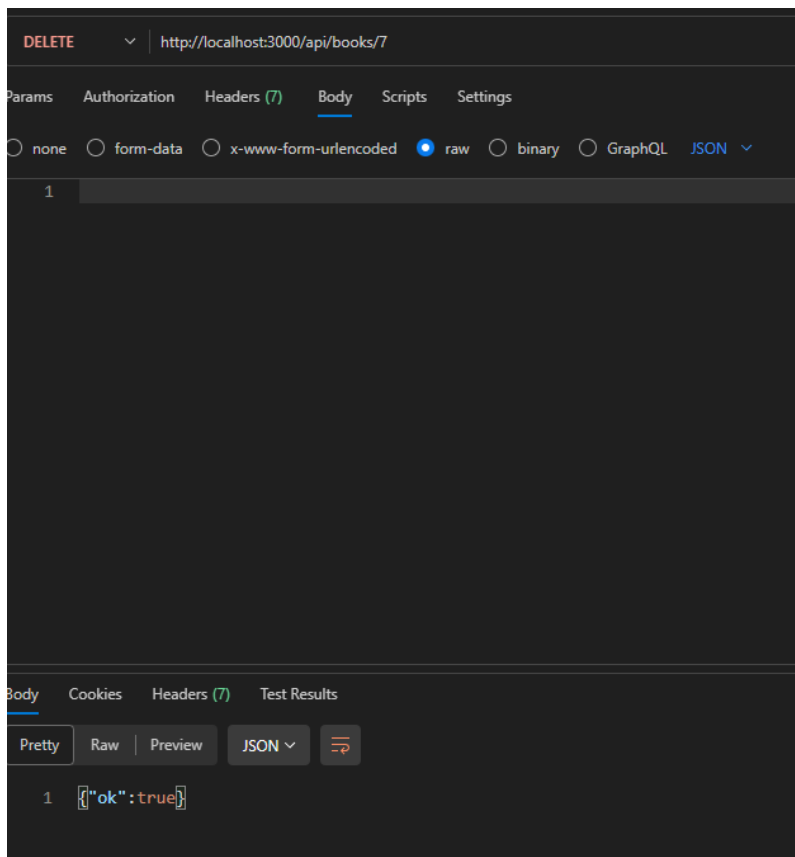 DELETE http://localhost:3000/api/books/7
Params Authorization Headers (7) Body Scripts Settings
none form-data x-www-form-urlencoded raw binary GraphQL JSON
1
Body Cookies Headers (7) Test Results
Pretty Raw Preview JSON
1 {"ok":true}